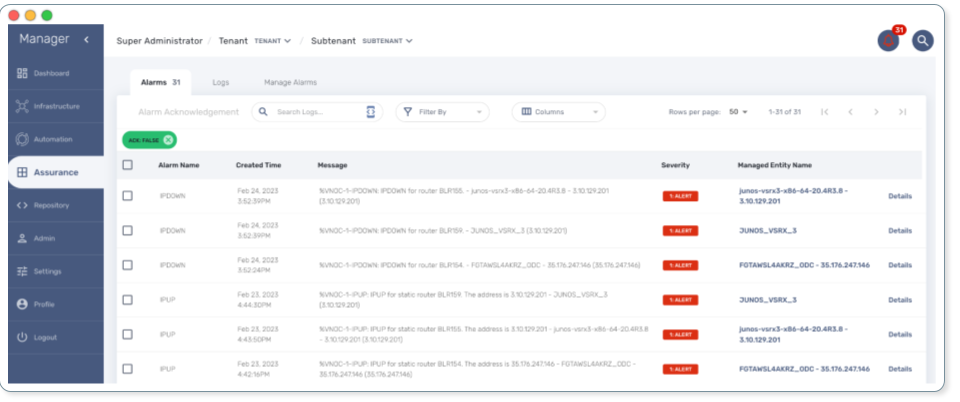 Manager
Super Administrator / Tenant TENANT / Subtenant SUBTENANT
31
Dashboard
Infrastructure
Automation
Assurance
Repository
Admin
Settings
Profile
Logout
Alarms 31 Logs Manage Alarms
Alarm Acknowledgement Search Logs... Filter By Columns Rows per page: 50 1-31 of 31
ACK:FALSE
Alarm Name Created Time Message Severity Managed Entity Name
IPDOWN Feb 24, 2023 3:52:39PM %VNOC-1-IPDOWN: IPDOWN for router BLR155. - junos-vsrx3-x86-64-20.4R3.8 - 3.10.129.201 (3.10.129.201) 1: ALERT junos-vsrx3-x86-64-20.4R3.8 - 3.10.129.201 Details
IPDOWN Feb 24, 2023 3:52:39PM %VNOC-1-IPDOWN: IPDOWN for router BLR159. - JUNOS_VSRX_3 (3.10.129.201) 1: ALERT JUNOS_VSRX_3 Details
IPDOWN Feb 24, 2023 3:52:24PM %VNOC-1-IPDOWN: IPDOWN for router BLR154. - FGTAWSL4AKRZ_ODC - 35.176.247.146 (35.176.247.146) 1: ALERT FGTAWSL4AKRZ_ODC - 35.176.247.146 Details
IPUP Feb 23, 2023 4:44:30PM %VNOC-1-IPUP: IPUP for static router BLR159. The address is 3.10.129.201 - JUNOS_VSRX_3 (3.10.129.201) 1: ALERT JUNOS_VSRX_3 Details
IPUP Feb 23, 2023 4:43:50PM %VNOC-1-IPUP: IPUP for static router BLR155. The address is 3.10.129.201 - junos-vsrx3-x86-64-20.4R3.8 - 3.10.129.201 (3.10.129.201) 1: ALERT junos-vsrx3-x86-64-20.4R3.8 - 3.10.129.201 Details
IPUP Feb 23, 2023 4:42:16PM %VNOC-1-IPUP: IPUP for static router BLR154. The address is 35.176.247.146 - FGTAWSL4AKRZ_ODC - 35.176.247.146 (35.176.247.146) 1: ALERT FGTAWSL4AKRZ_ODC - 35.176.247.146 Details